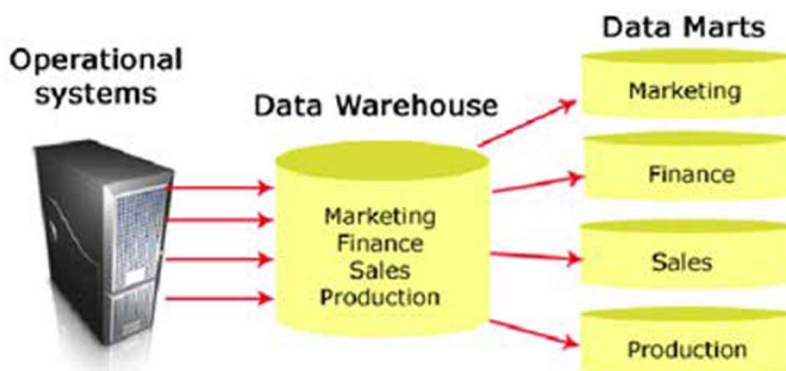 Operational
systems
Data Warehouse
Marketing
Finance
Sales
Production
Data Marts
Marketing
Finance
Sales
Production